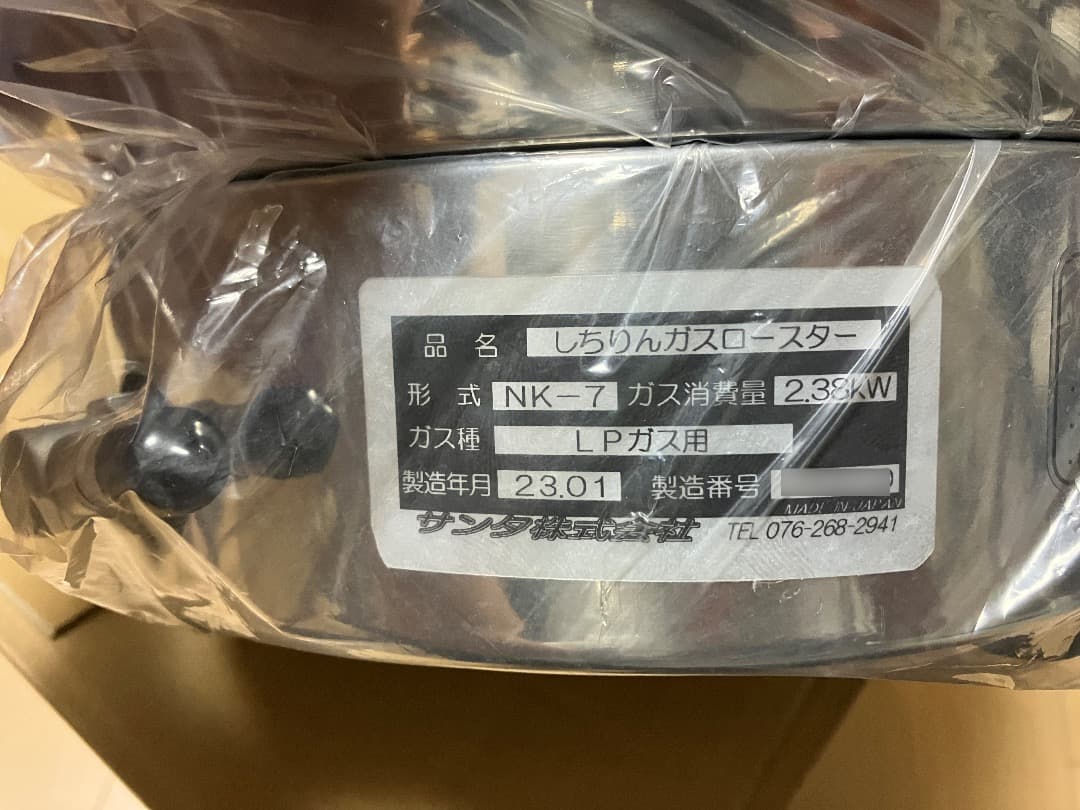 品名 しちりんガスロースター
形式 NK-7 ガス消費量 2.38kW
ガス種 LPガス用
製造年月 23.01 製造番号
MADE IN JAPAN
サンタ株式会社 TEL 076-268-2941